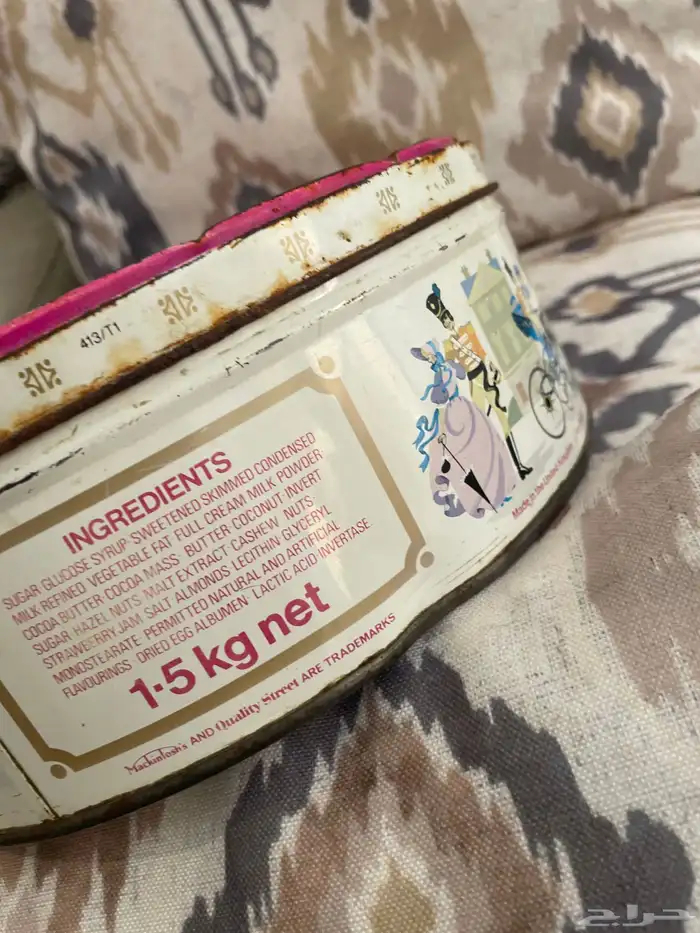 413/T1
INGREDIENTS
SUGAR·GLUCOSE SYRUP·SWEETENED SKIMMED CONDENSED
MILK·REFINED VEGETABLE FAT·FULL CREAM MILK POWDER·
COCOA BUTTER·COCOA MASS·BUTTER·COCONUT·INVERT
SUGAR·HAZEL NUTS·MALT EXTRACT·CASHEW NUTS·
STRAWBERRY JAM·SALT·ALMONDS·LECITHIN·GLYCERYL
MONOSTEARATE·PERMITTED NATURAL AND ARTIFICIAL
FLAVOURINGS·DRIED EGG ALBUMEN·LACTIC ACID·INVERTASE
1·5 kg net
Mackintosh's AND Quality Street ARE TRADEMARKS
Made in the United Kingdom
حراج